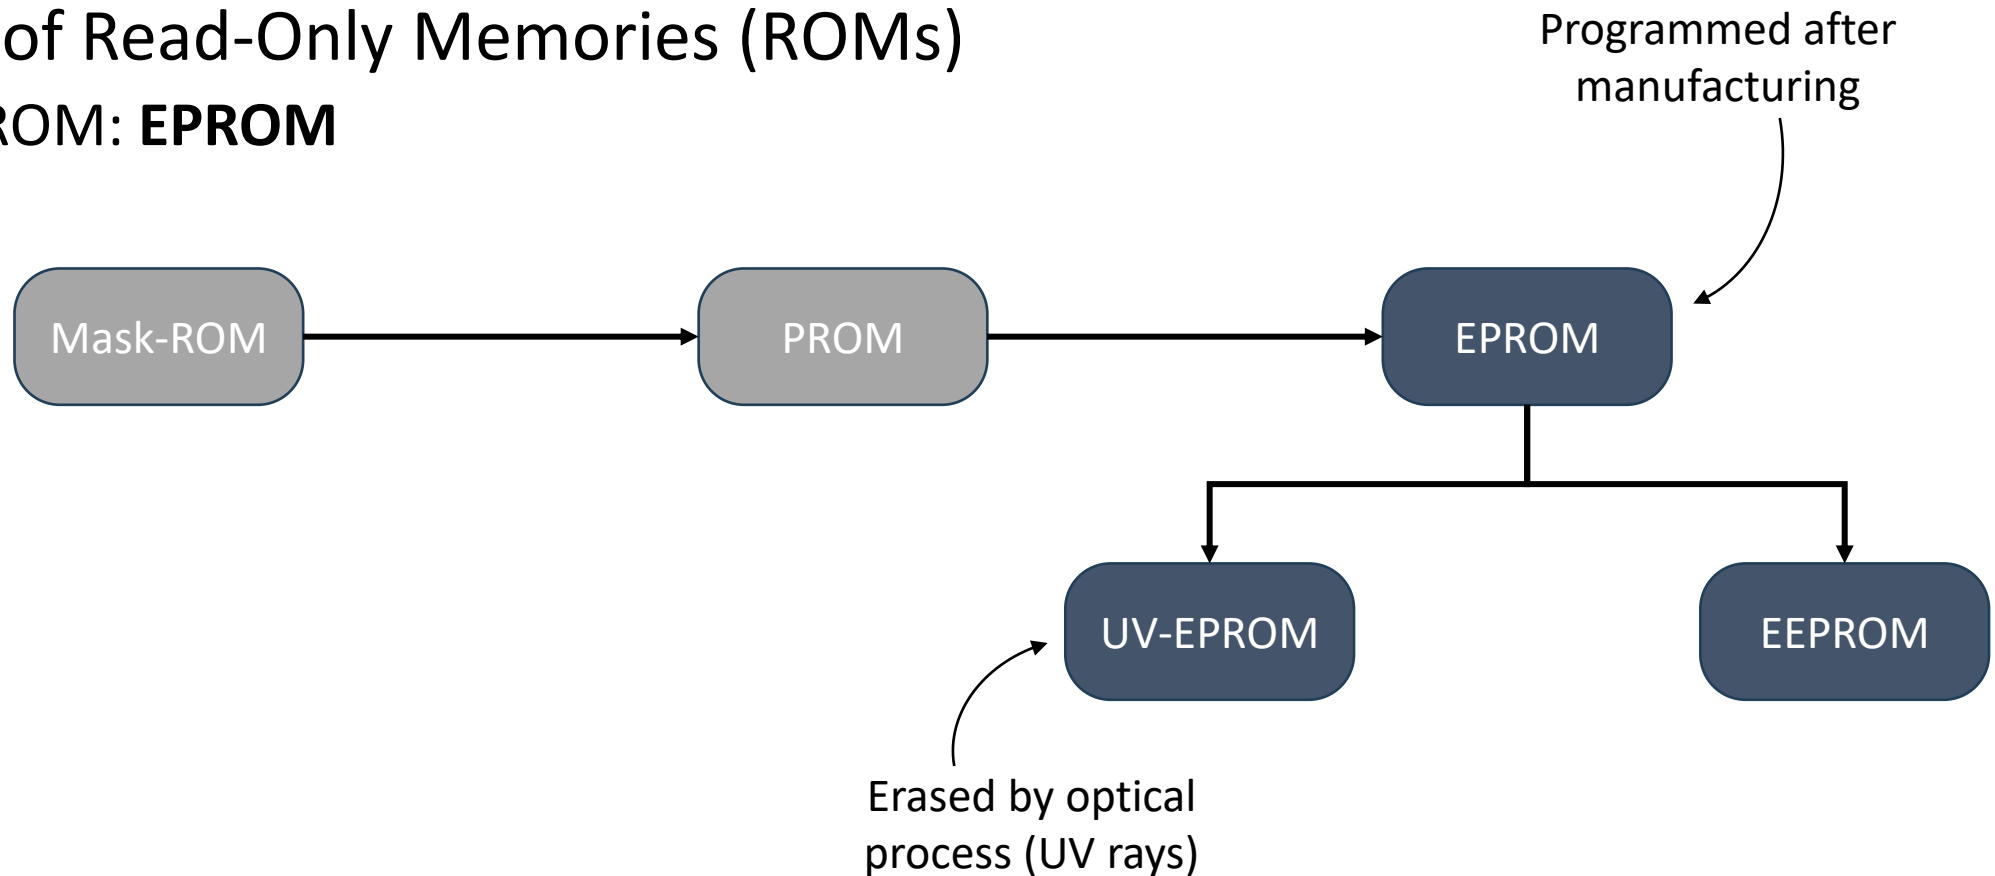 of Read-Only Memories (ROMs)
ROM: EPROM
Programmed after
manufacturing
Mask-ROM
PROM
EPROM
UV-EPROM
EEPROM
Erased by optical
process (UV rays)